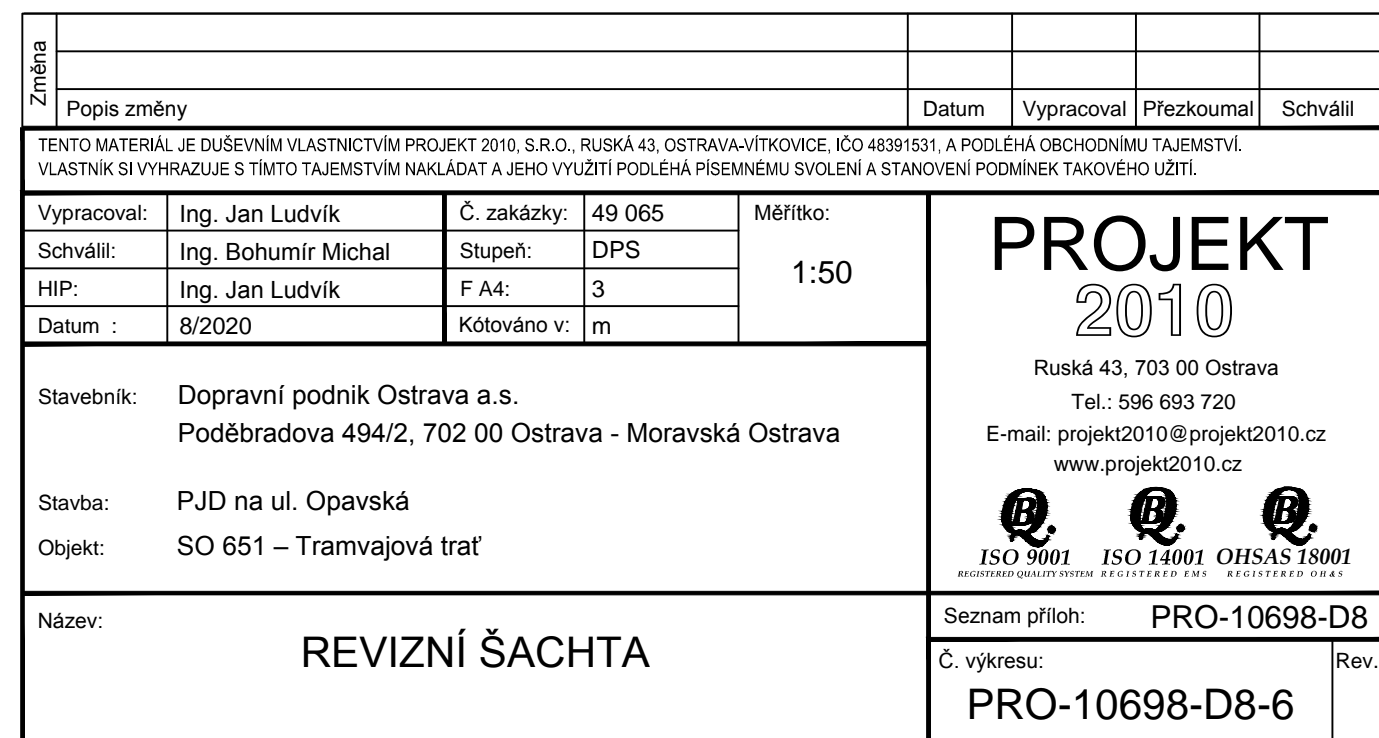 Změna
Popis změny Datum Vypracoval Přezkoumal Schválil
TENTO MATERIÁL JE DUŠEVNÍM VLASTNICTVÍM PROJEKT 2010, S.R.O., RUSKÁ 43, OSTRAVA-VÍTKOVICE, IČO 48391531, A PODLÉHÁ OBCHODNÍMU TAJEMSTVÍ.
VLASTNÍK SI VYHRAZUJE S TÍMTO TAJEMSTVÍM NAKLÁDAT A JEHO VYUŽITÍ PODLÉHÁ PÍSEMNÉMU SVOLENÍ A STANOVENÍ PODMÍNEK TAKOVÉHO UŽITÍ.
Vypracoval: Ing. Jan Ludvík Č. zakázky: 49 065 Měřítko:
Schválil: Ing. Bohumír Michal Stupeň: DPS
1:50
HIP: Ing. Jan Ludvík F A4: 3
Datum : 8/2020 Kótováno v: m
PROJEKT
2010
Ruská 43, 703 00 Ostrava
Tel.: 596 693 720
E-mail: projekt2010@projekt2010.cz
www.projekt2010.cz
BQ. BQ. BQ.
ISO 9001 ISO 14001 OHSAS 18001
REGISTERED QUALITY SYSTEM REGISTERED EMS REGISTERED OH&S
Stavebník: Dopravní podnik Ostrava a.s.
Poděbradova 494/2, 702 00 Ostrava - Moravská Ostrava
Stavba: PJD na ul. Opavská
Objekt: SO 651 – Tramvajová trať
Název:
REVIZNÍ ŠACHTA
Seznam příloh: PRO-10698-D8
Č. výkresu: Rev.
PRO-10698-D8-6